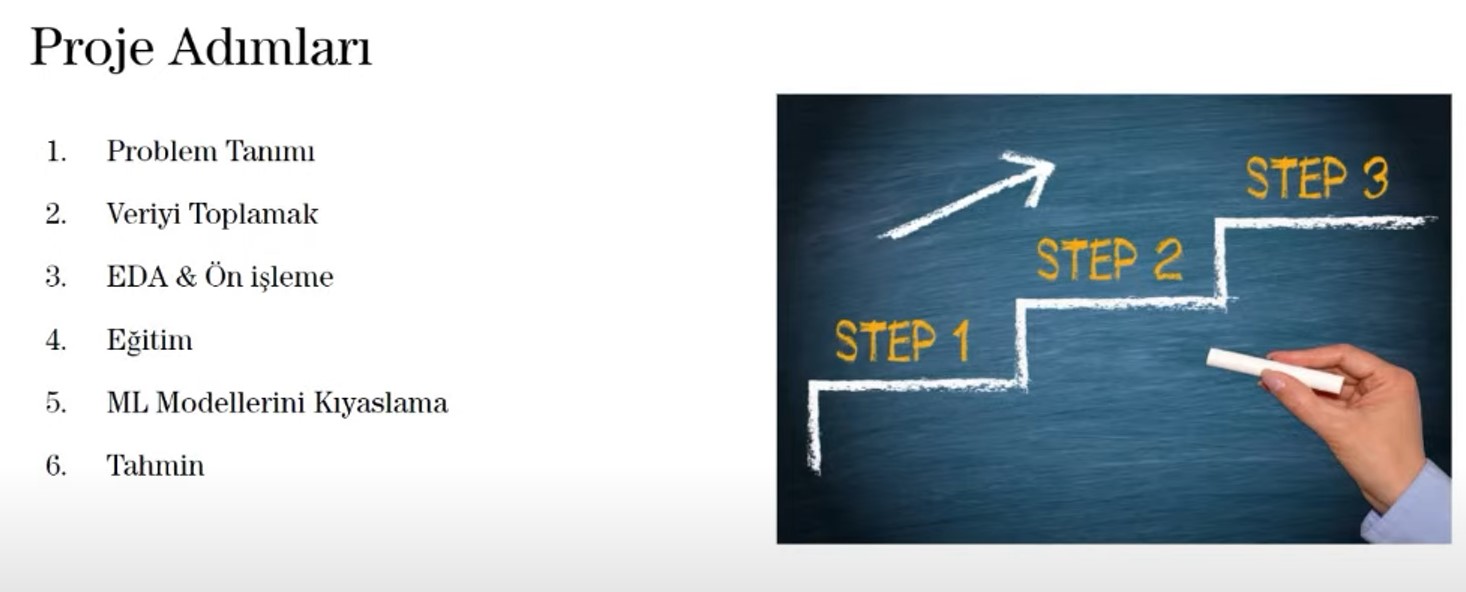 Proje Adımları
1. Problem Tanımı
2. Veriyi Toplamak
3. EDA & Ön işleme
4. Eğitim
5. ML Modellerini Kıyaslama
6. Tahmin
STEP 1
STEP 2
STEP 3